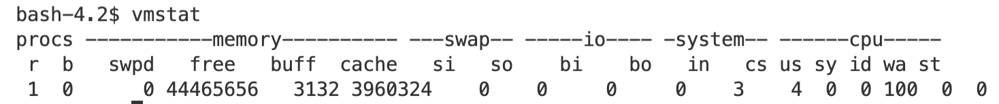 bash-4.2$ vmstat
procs -----------memory---------- ---swap-- -----io---- -system-- ------cpu-----
 r  b   swpd   free   buff  cache   si   so    bi    bo   in   cs us sy id wa st
 1  0      0 44465656   3132 3960324    0    0     0     0    3    4  0  0 100  0  0